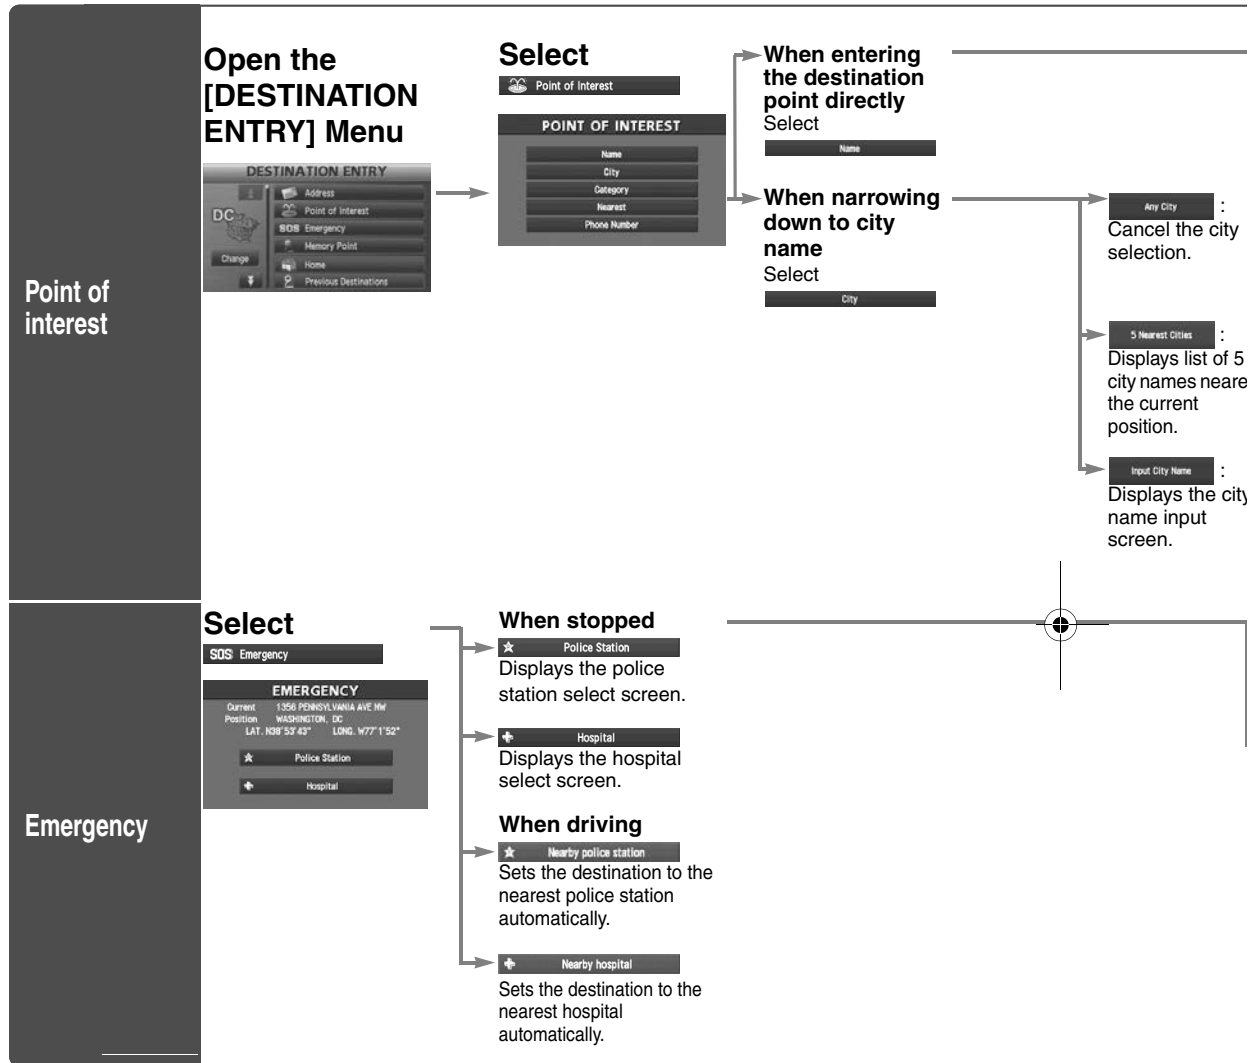 Point of
interest
Open the
[DESTINATION
ENTRY] Menu
DESTINATION ENTRY
DC
Change
Address
Point of Interest
SOS Emergency
Memory Point
Home
Previous Destinations
Select
Point of Interest
POINT OF INTEREST
Name
City
Category
Nearest
Phone Number
When entering
the destination
point directly
Select
Name
When narrowing
down to city
name
Select
City
Any City :
Cancel the city
selection.
5 Nearest Cities :
Displays list of 5
city names neare
the current
position.
Input City Name :
Displays the city
name input
screen.
Emergency
Select
SOS Emergency
EMERGENCY
Current 1356 PENNSYLVANIA AVE NW
Position WASHINGTON, DC
LAT. N38°53'43" LONG. W77°1'52"
Police Station
Hospital
When stopped
Police Station
Displays the police
station select screen.
Hospital
Displays the hospital
select screen.
When driving
Nearby police station
Sets the destination to the
nearest police station
automatically.
Nearby hospital
Sets the destination to the
nearest hospital
automatically.